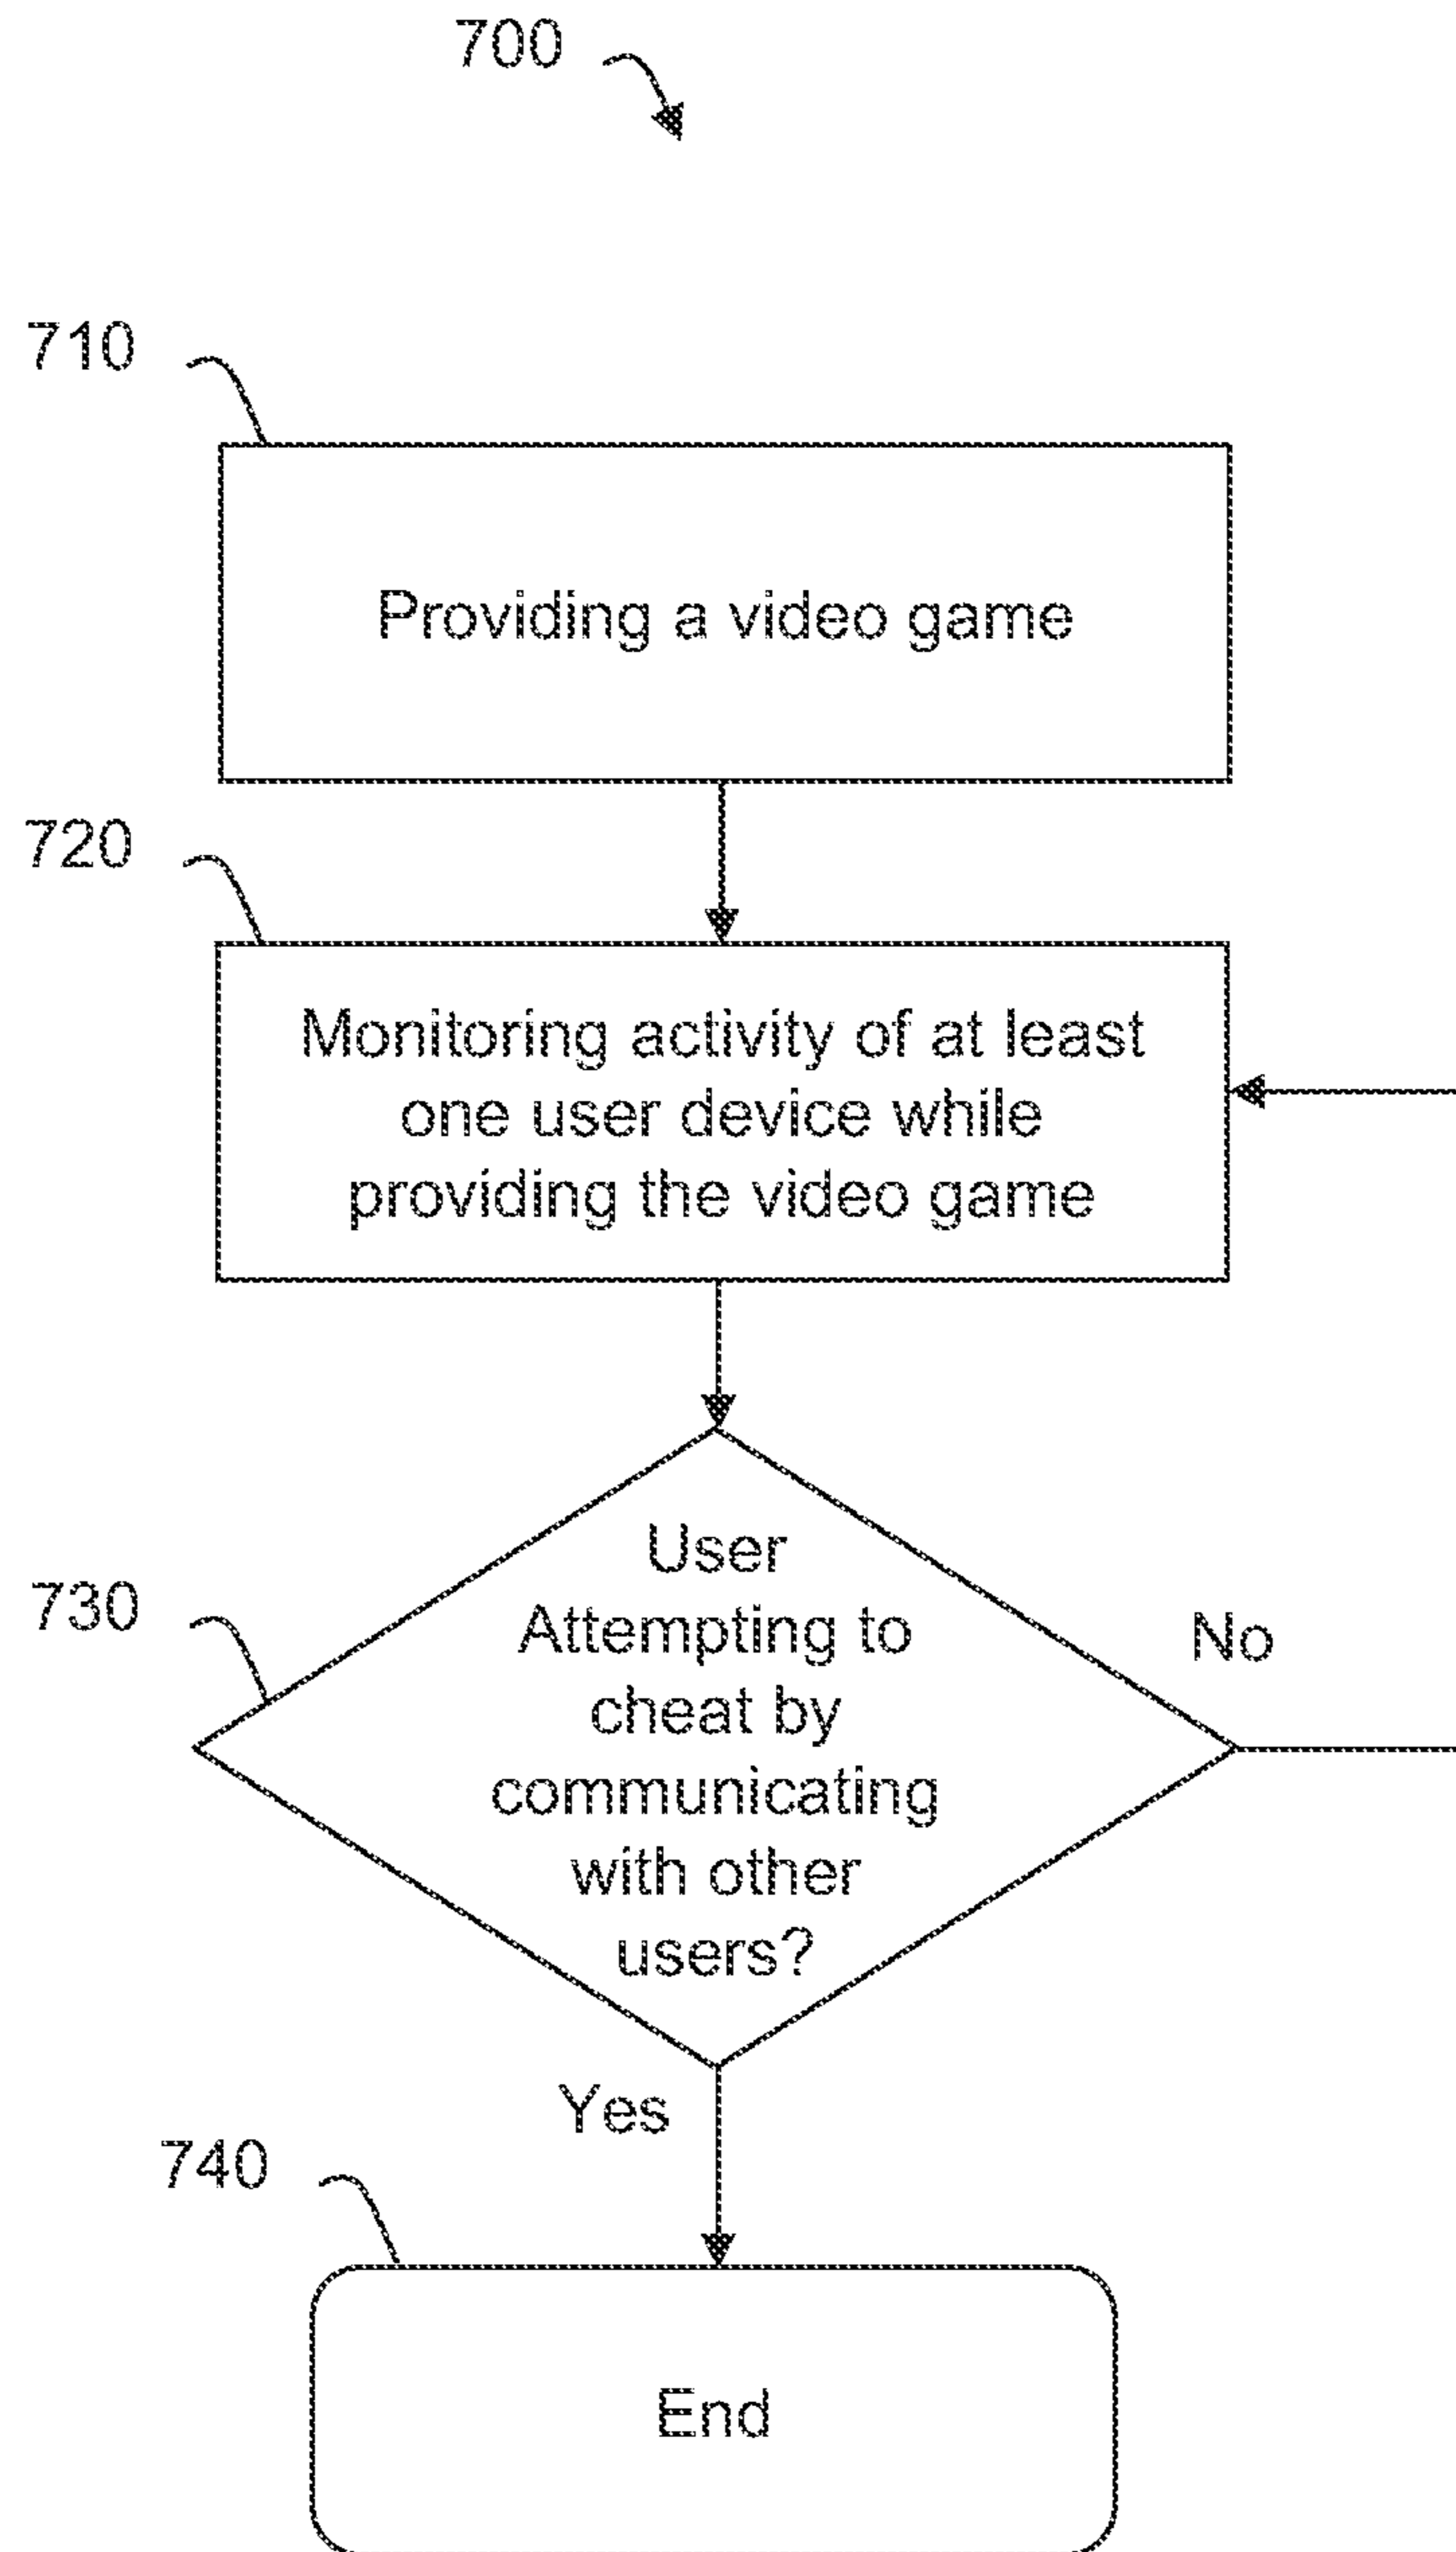 700
710
Providing a video game
720
Monitoring activity of at least
one user device while
providing the video game
730
User
Attempting to
cheat by
communicating
with other
users?
No
Yes
740
End